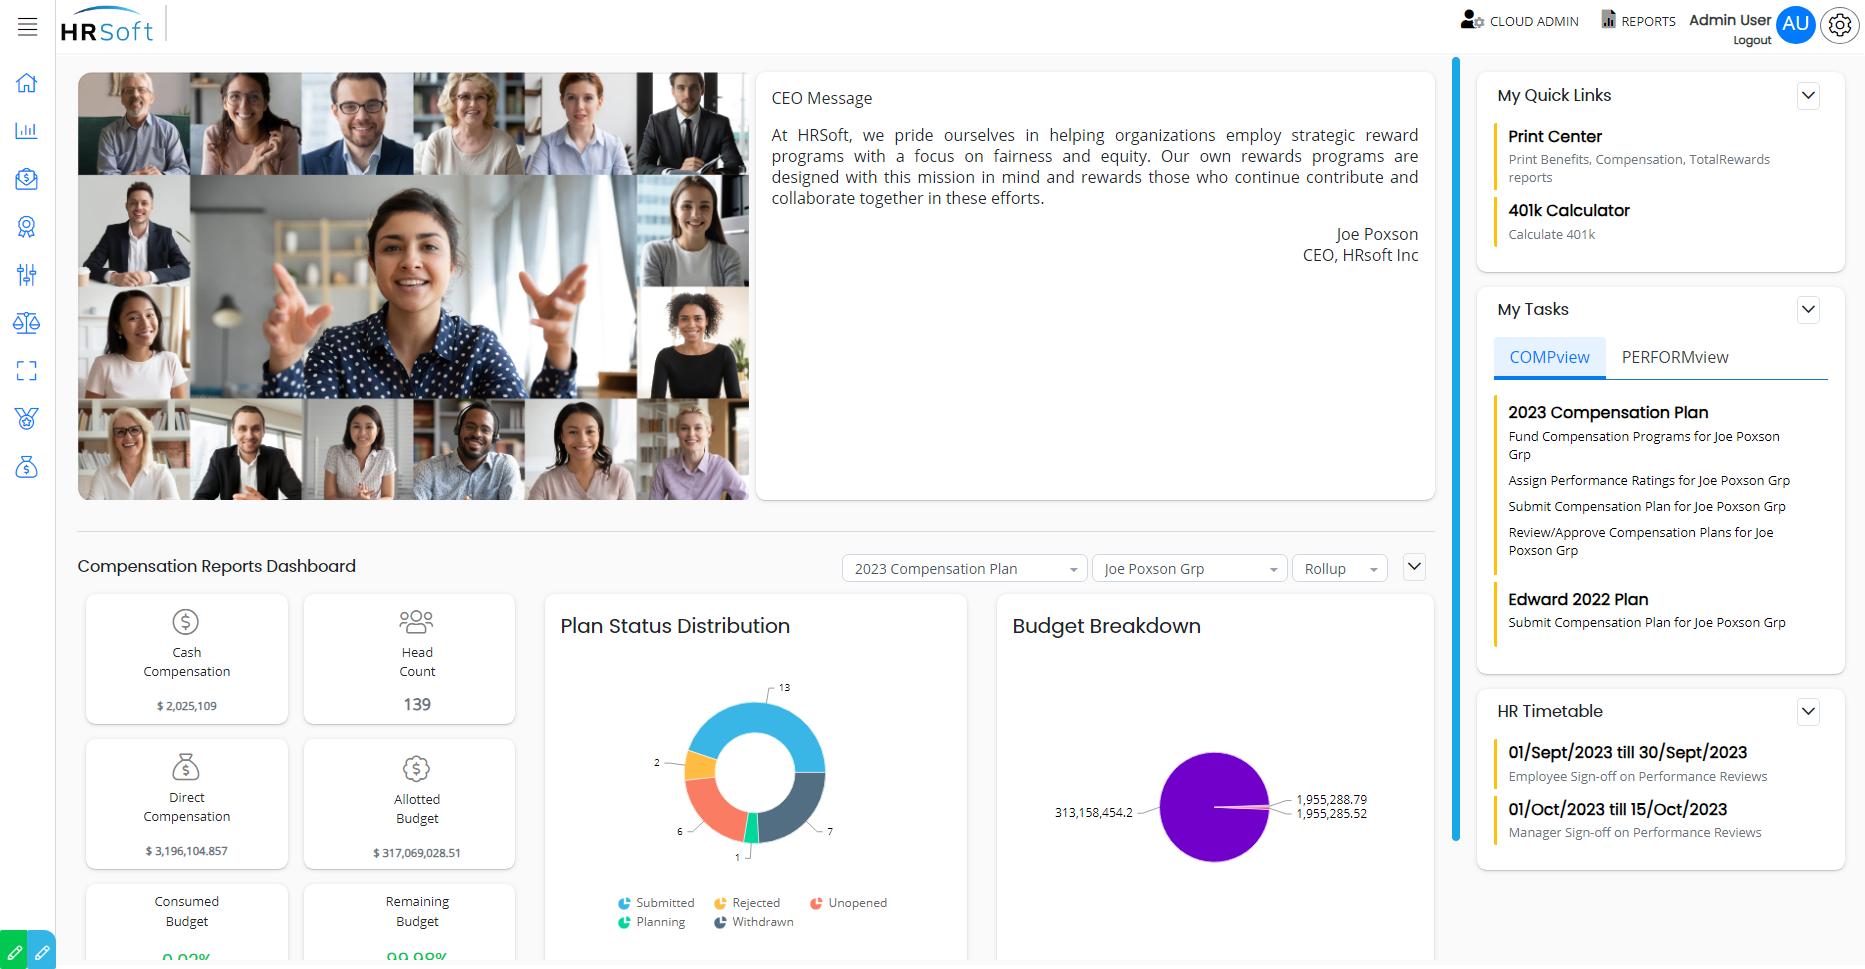 HRSoft
CLOUD ADMIN
REPORTS
Admin User
Logout
AU
CEO Message
At HRSoft, we pride ourselves in helping organizations employ strategic reward
programs with a focus on fairness and equity. Our own rewards programs are
designed with this mission in mind and rewards those who continue contribute and
collaborate together in these efforts.
Joe Poxson
CEO, HRsoft Inc
My Quick Links
Print Center
Print Benefits, Compensation, TotalRewards
reports
401k Calculator
Calculate 401k
My Tasks
COMPview
PERFORMview
2023 Compensation Plan
Fund Compensation Programs for Joe Poxson
Grp
Assign Performance Ratings for Joe Poxson Grp
Submit Compensation Plan for Joe Poxson Grp
Review/Approve Compensation Plans for Joe
Poxson Grp
Edward 2022 Plan
Submit Compensation Plan for Joe Poxson Grp
HR Timetable
01/Sept/2023 till 30/Sept/2023
Employee Sign-off on Performance Reviews
01/Oct/2023 till 15/Oct/2023
Manager Sign-off on Performance Reviews
Compensation Reports Dashboard
2023 Compensation Plan
Joe Poxson Grp
Rollup
Cash
Compensation
$ 2,025,109
Head
Count
139
Direct
Compensation
$ 3,196,104.857
Allotted
Budget
$ 317,069,028.51
Consumed
Budget
0.02%
Remaining
Budget
99.98%
Plan Status Distribution
13
2
6
1
7
Submitted
Rejected
Unopened
Planning
Withdrawn
Budget Breakdown
313,158,454.2
1,955,288.79
1,955,285.52